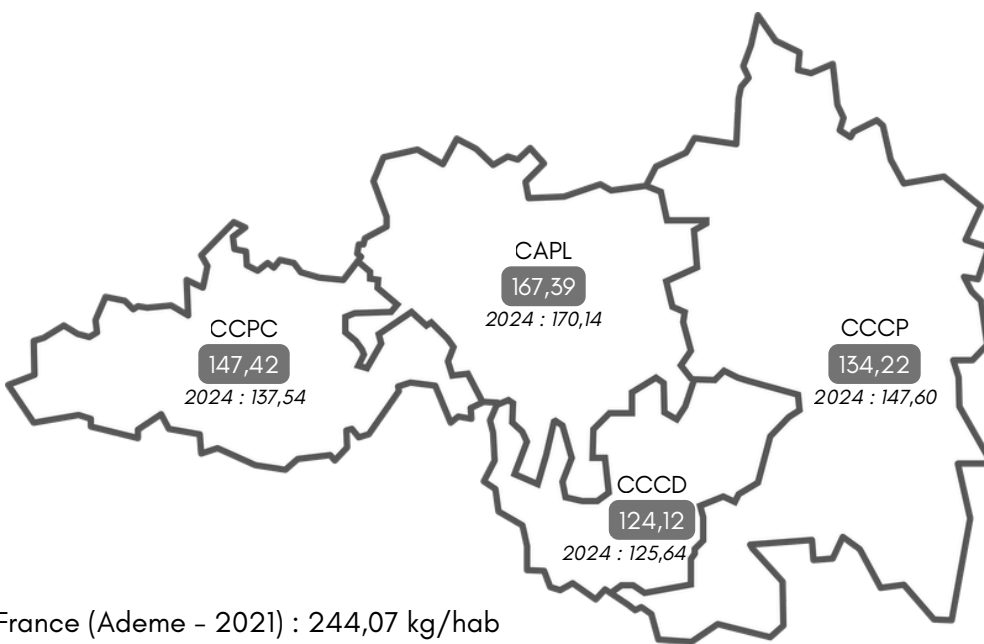 CAPL
167,39
2024 : 170,14
CCPC
147,42
2024 : 137,54
CCCP
134,22
2024 : 147,60
CCCD
124,12
2024 : 125,64
France (Ademe - 2021) : 244,07 kg/hab